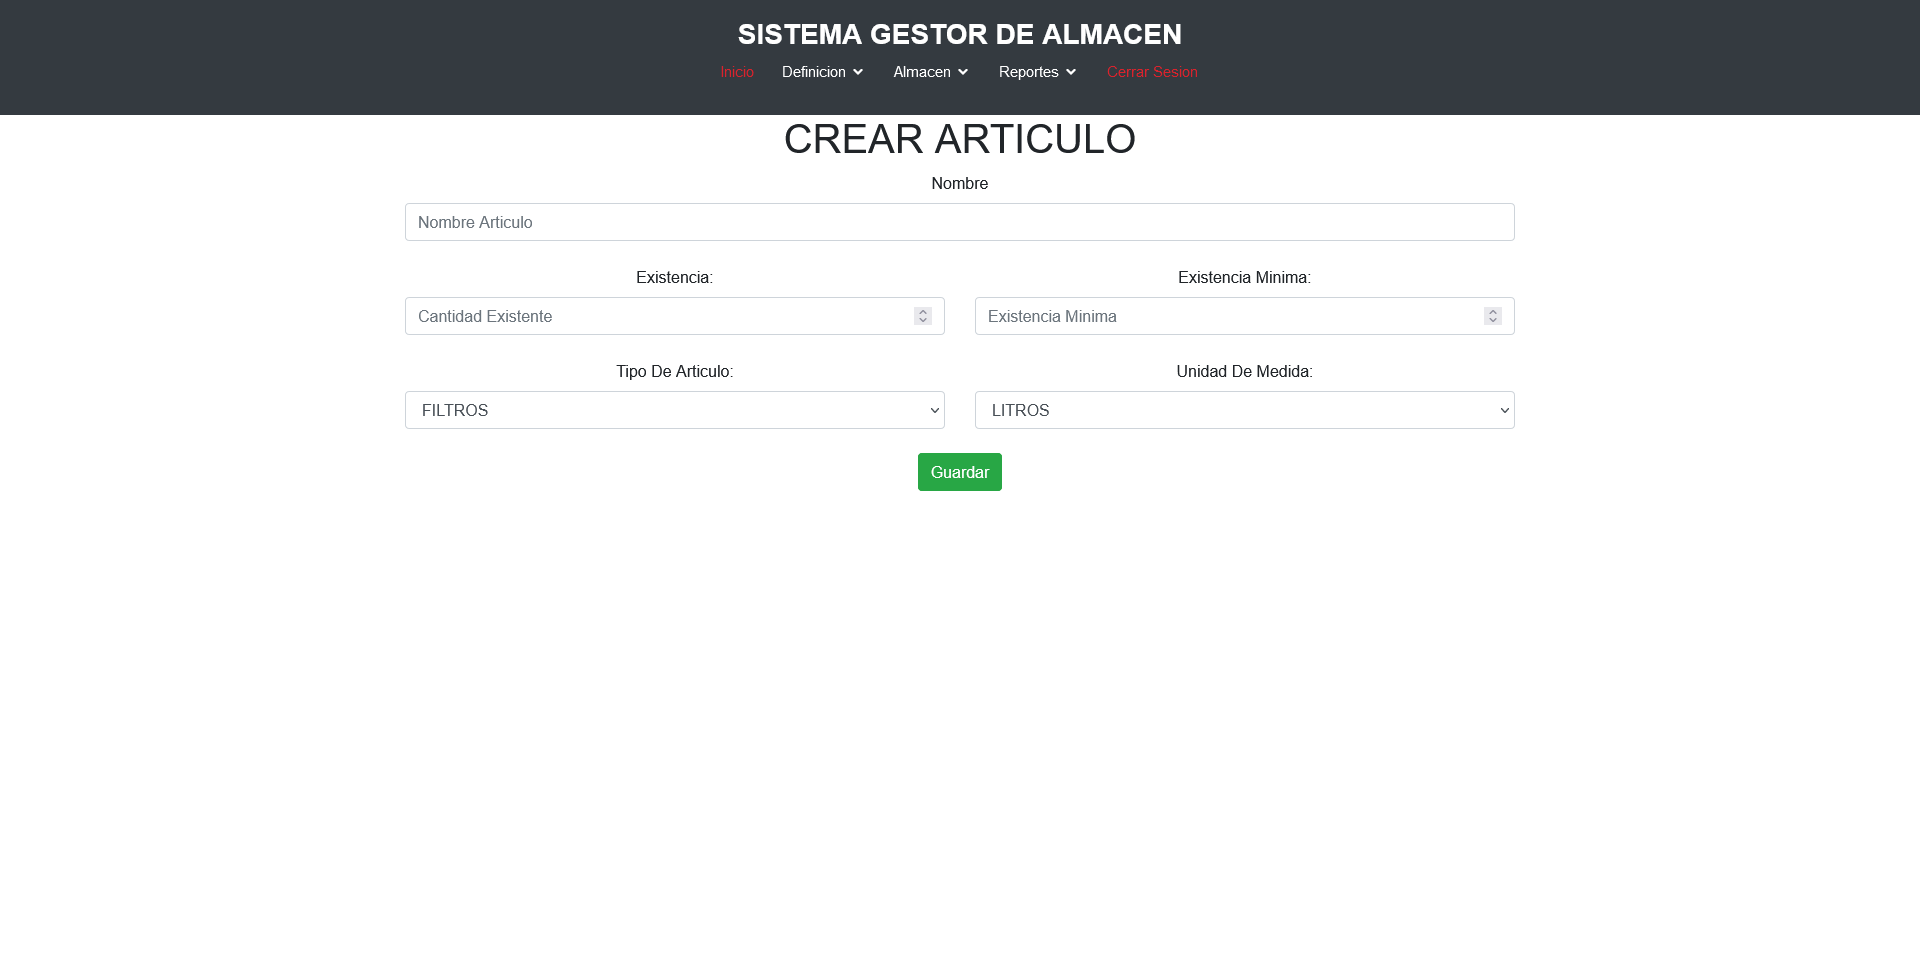 SISTEMA GESTOR DE ALMACEN
Inicio Definicion Almacen Reportes Cerrar Sesion
CREAR ARTICULO
Nombre
Nombre Articulo
Existencia: Existencia Minima:
Cantidad Existente Existencia Minima
Tipo De Articulo: Unidad De Medida:
FILTROS LITROS
Guardar